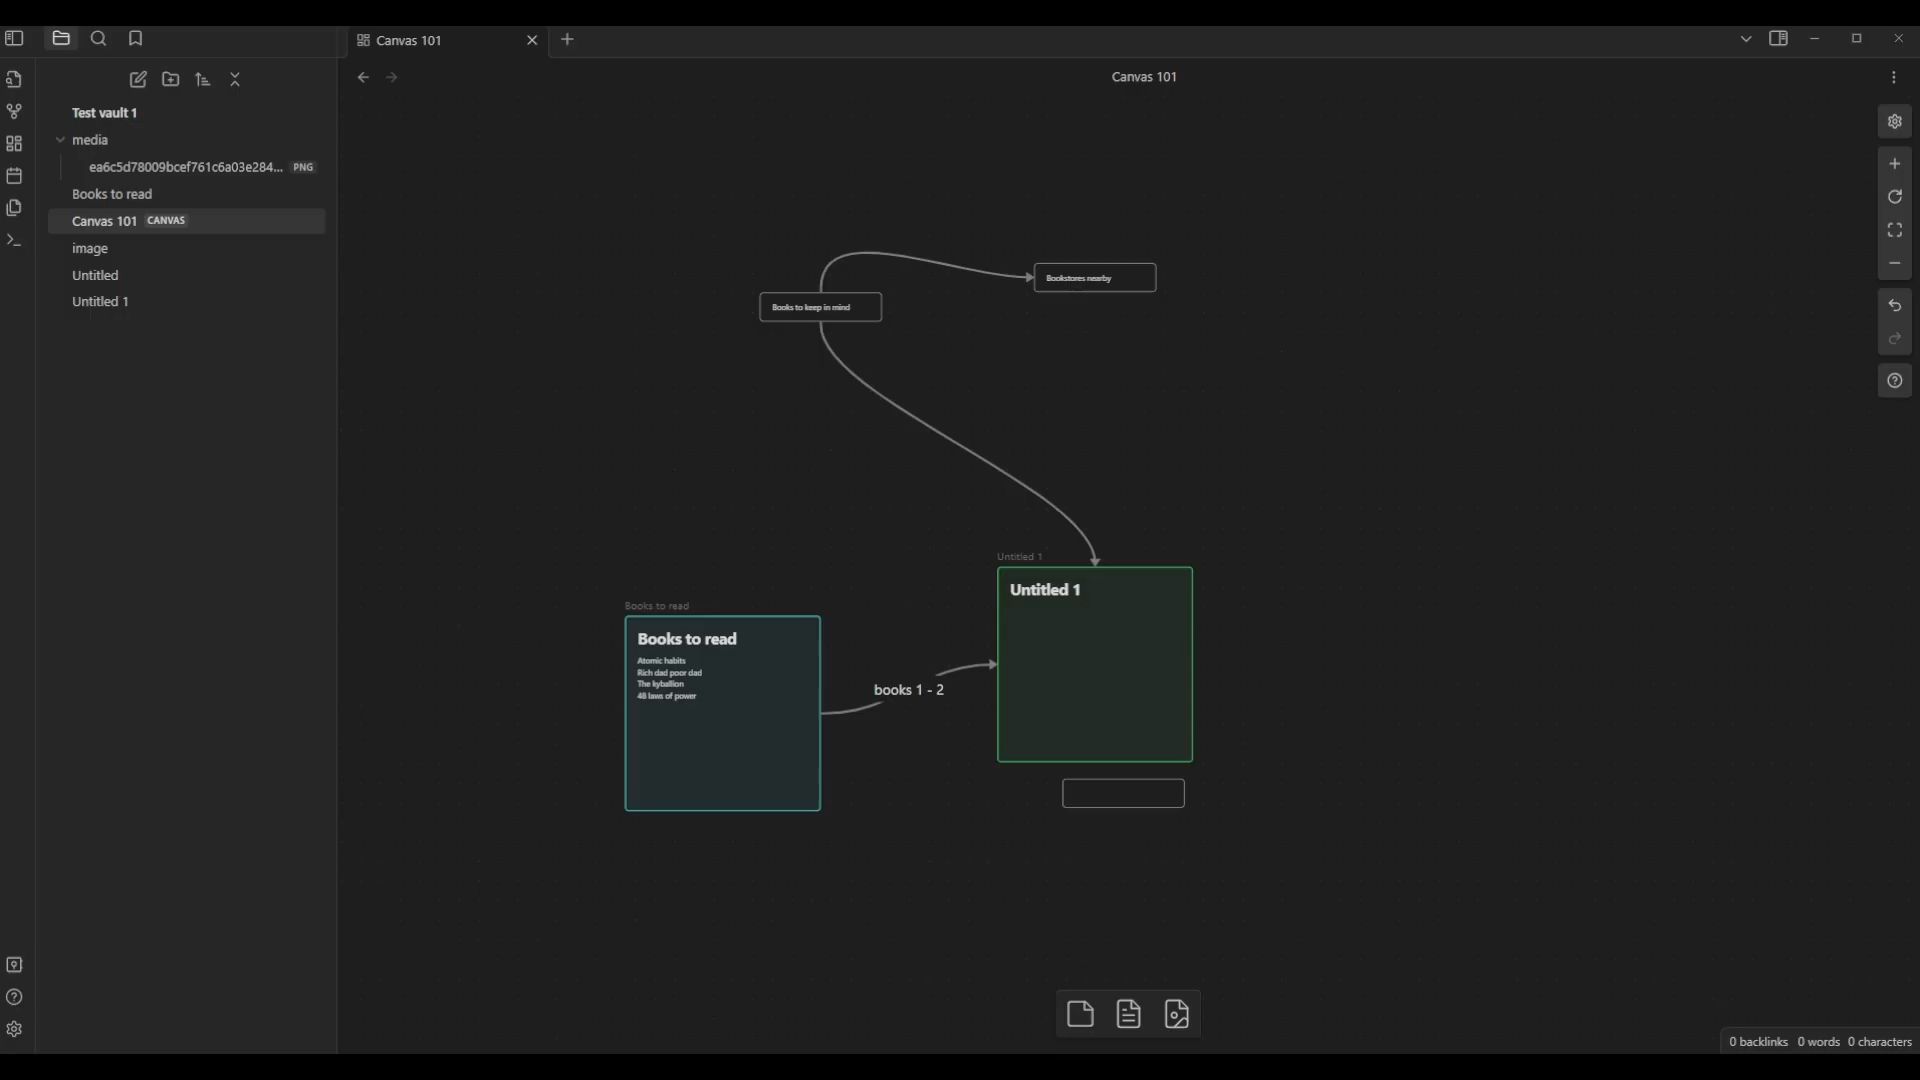 Canvas 101
Canvas 101
Test vault 1
media
ea6c5d78009bcef761c6a03e284... PNG
Books to read
Canvas 101 CANVAS
image
Untitled
Untitled 1
Bookstores nearby
Books to keep in mind
Untitled 1
Untitled 1
Books to read
Books to read
Atomic habits
Rich dad poor dad
The kyballion
48 laws of power
books 1 - 2
0 backlinks 0 words 0 characters